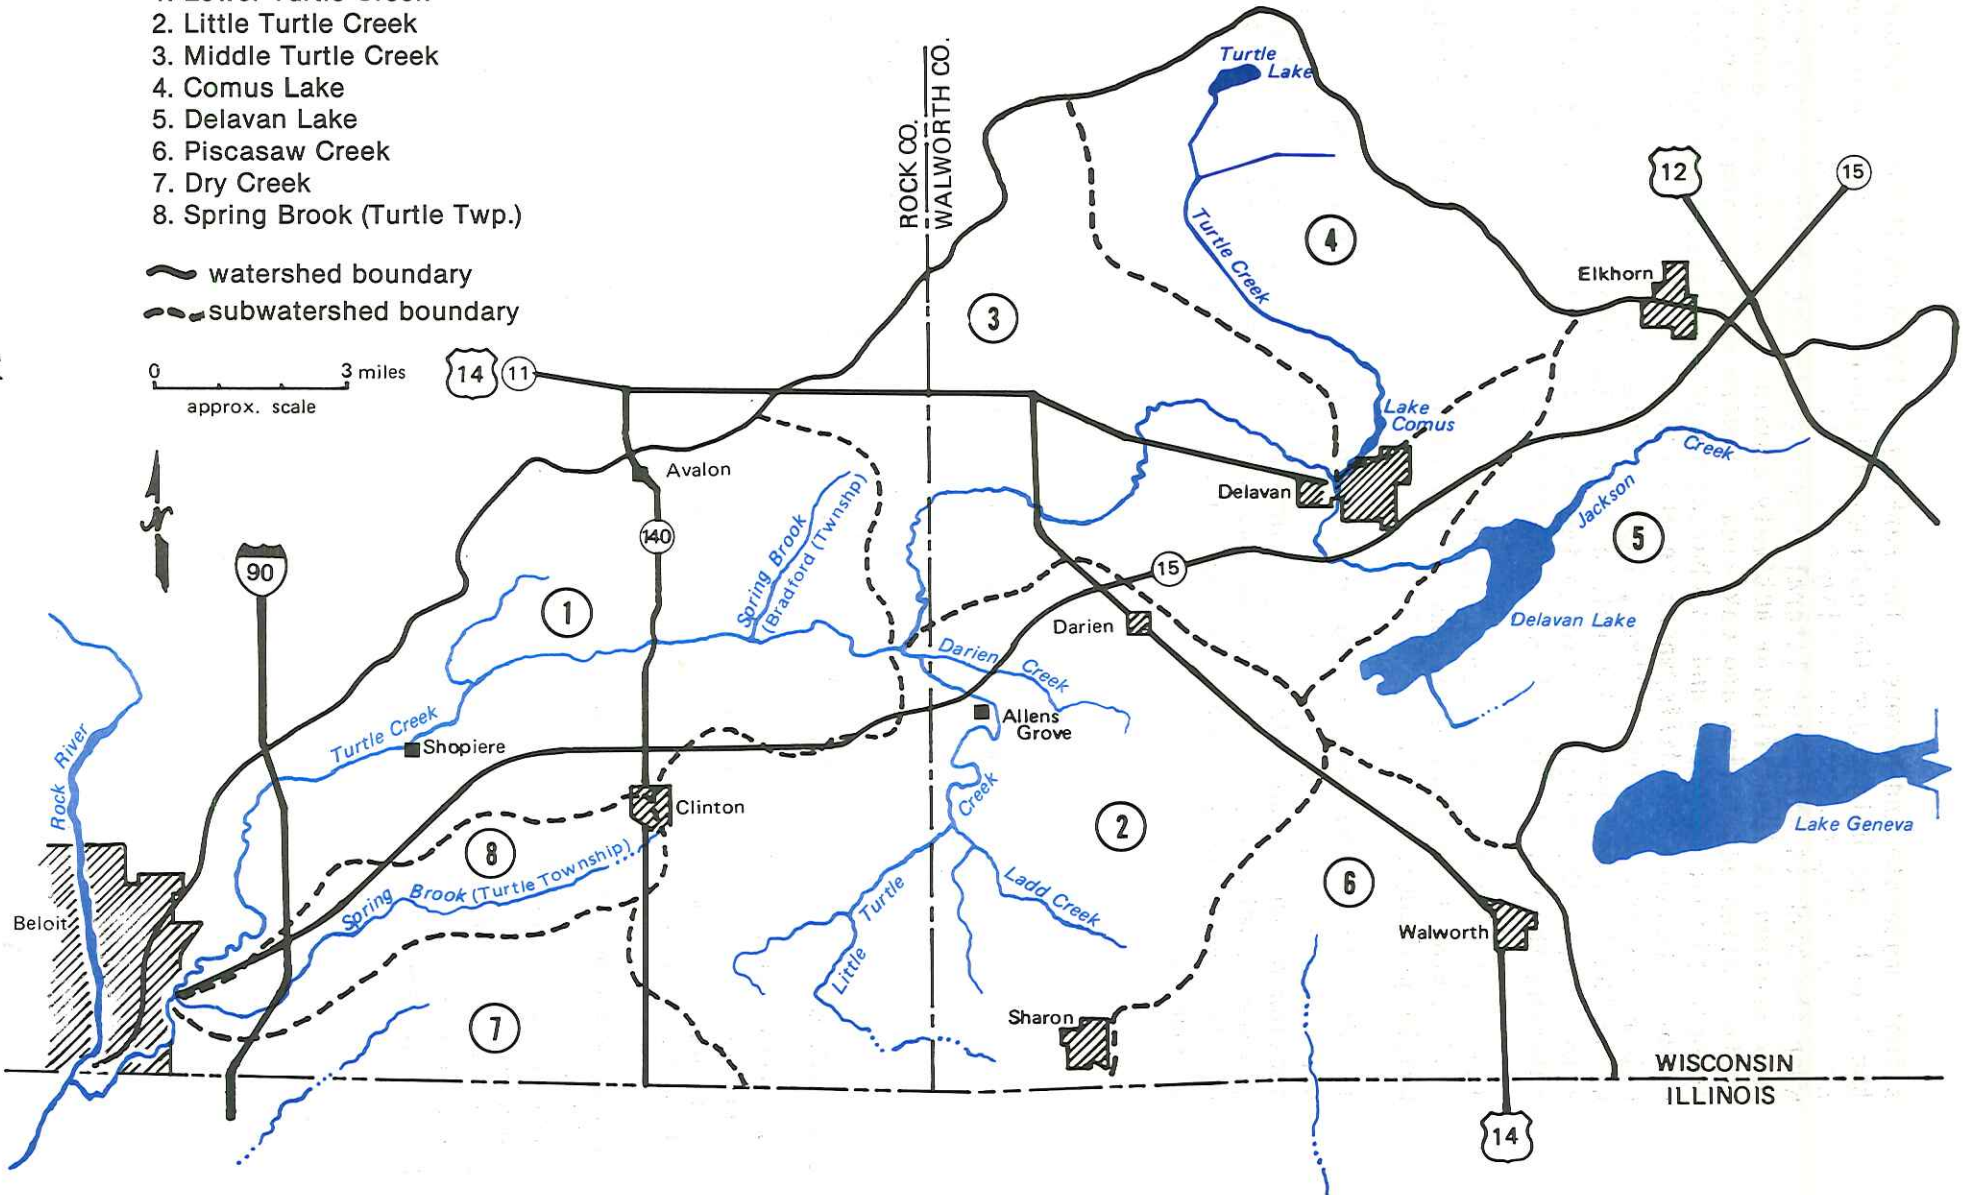 1. Lower Turtle Creek
2. Little Turtle Creek
3. Middle Turtle Creek
4. Comus Lake
5. Delavan Lake
6. Piscasaw Creek
7. Dry Creek
8. Spring Brook (Turtle Twp.)
watershed boundary
subwatershed boundary
0 3 miles
approx. scale
N
ROCK CO.
WALWORTH CO.
Turtle
Lake
Turtle Creek
4
12
15
Elkhorn
3
14
11
Lake
Comus
Avalon
Delavan
Jackson
Creek
140
Spring Brook
(Bradford (Twnshp)
90
1
5
15
Darien
Delavan Lake
Darien Creek
Allens
Grove
Turtle Creek
Shopiere
Rock River
Clinton
Creek
2
Lake Geneva
8
Spring Brook (Turtle Township)
Turtle
Little
Ladd Creek
6
Beloit
Walworth
7
Sharon
WISCONSIN
ILLINOIS
14